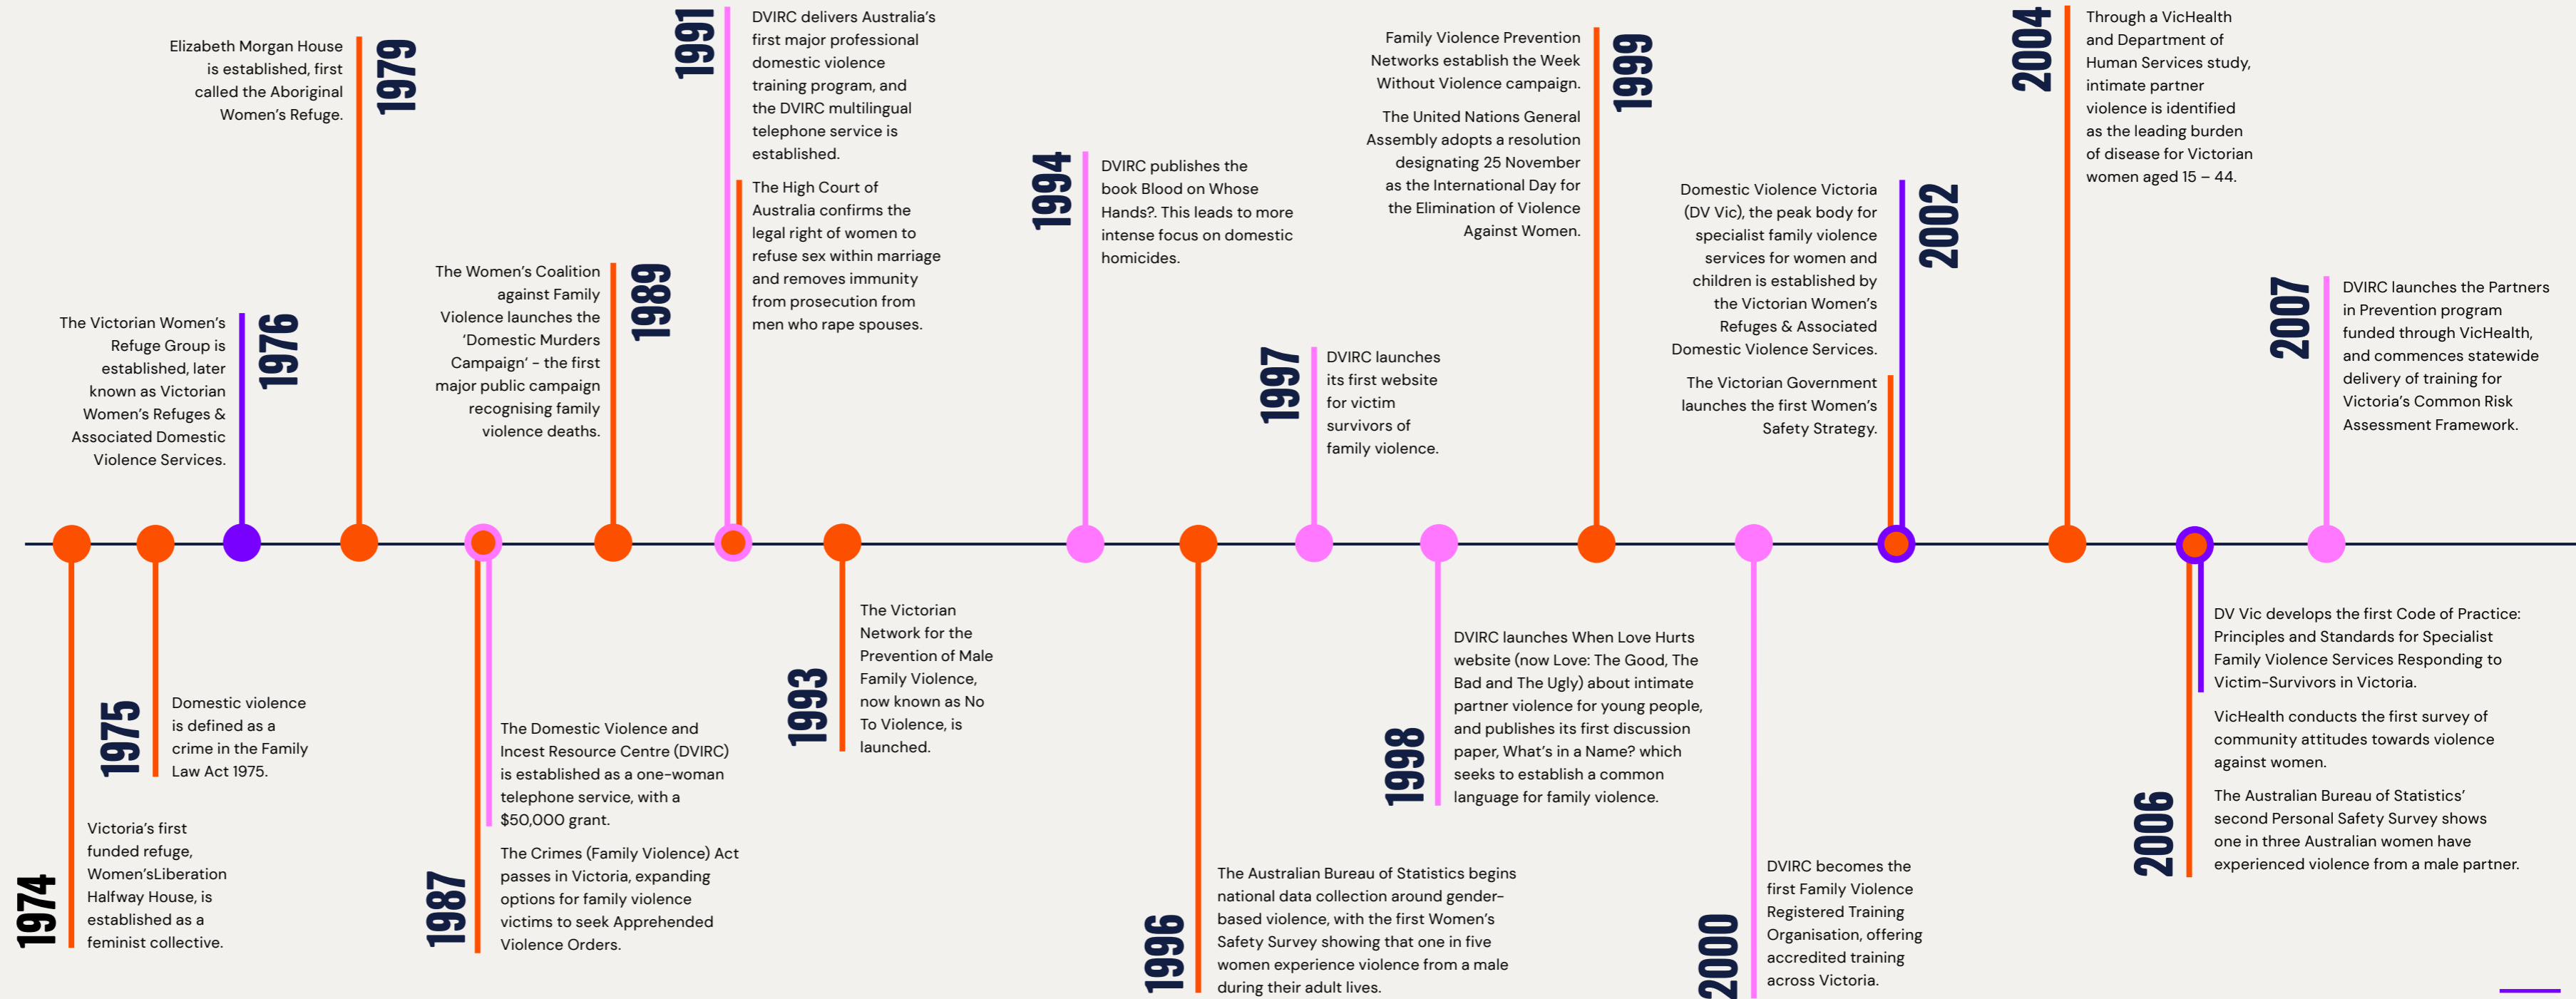 1974
Victoria's first
funded refuge,
Women'sLiberation
Halfway House, is
established as a
feminist collective.
1975
Domestic violence
is defined as a
crime in the Family
Law Act 1975.
1976
The Victorian Women's
Refuge Group is
established, later
known as Victorian
Women's Refuges &
Associated Domestic
Violence Services.
1979
Elizabeth Morgan House
is established, first
called the Aboriginal
Women's Refuge.
1987
The Domestic Violence and
Incest Resource Centre (DVIRC)
is established as a one-woman
telephone service, with a
$50,000 grant.
The Crimes (Family Violence) Act
passes in Victoria, expanding
options for family violence
victims to seek Apprehended
Violence Orders.
1989
The Women's Coalition
against Family
Violence launches the
‘Domestic Murders
Campaign’ - the first
major public campaign
recognising family
violence deaths.
1991
DVIRC delivers Australia's
first major professional
domestic violence
training program, and
the DVIRC multilingual
telephone service is
established.
The High Court of
Australia confirms the
legal right of women to
refuse sex within marriage
and removes immunity
from prosecution from
men who rape spouses.
1993
The Victorian
Network for the
Prevention of Male
Family Violence,
now known as No
To Violence, is
launched.
1994
DVIRC publishes the
book Blood on Whose
Hands?. This leads to more
intense focus on domestic
homicides.
1996
The Australian Bureau of Statistics begins
national data collection around gender-
based violence, with the first Women's
Safety Survey showing that one in five
women experience violence from a male
during their adult lives.
1997
DVIRC launches
its first website
for victim
survivors of
family violence.
1998
DVIRC launches When Love Hurts
website (now Love: The Good, The
Bad and The Ugly) about intimate
partner violence for young people,
and publishes its first discussion
paper, What's in a Name? which
seeks to establish a common
language for family violence.
1999
Family Violence Prevention
Networks establish the Week
Without Violence campaign.
The United Nations General
Assembly adopts a resolution
designating 25 November
as the International Day for
the Elimination of Violence
Against Women.
2000
DVIRC becomes the
first Family Violence
Registered Training
Organisation, offering
accredited training
across Victoria.
2002
Domestic Violence Victoria
(DV Vic), the peak body for
specialist family violence
services for women and
children is established by
the Victorian Women's
Refuges & Associated
Domestic Violence Services.
The Victorian Government
launches the first Women's
Safety Strategy.
2004
Through a VicHealth
and Department of
Human Services study,
intimate partner
violence is identified
as the leading burden
of disease for Victorian
women aged 15 – 44.
2006
DV Vic develops the first Code of Practice:
Principles and Standards for Specialist
Family Violence Services Responding to
Victim-Survivors in Victoria.
VicHealth conducts the first survey of
community attitudes towards violence
against women.
The Australian Bureau of Statistics'
second Personal Safety Survey shows
one in three Australian women have
experienced violence from a male partner.
2007
DVIRC launches the Partners
in Prevention program
funded through VicHealth,
and commences statewide
delivery of training for
Victoria's Common Risk
Assessment Framework.